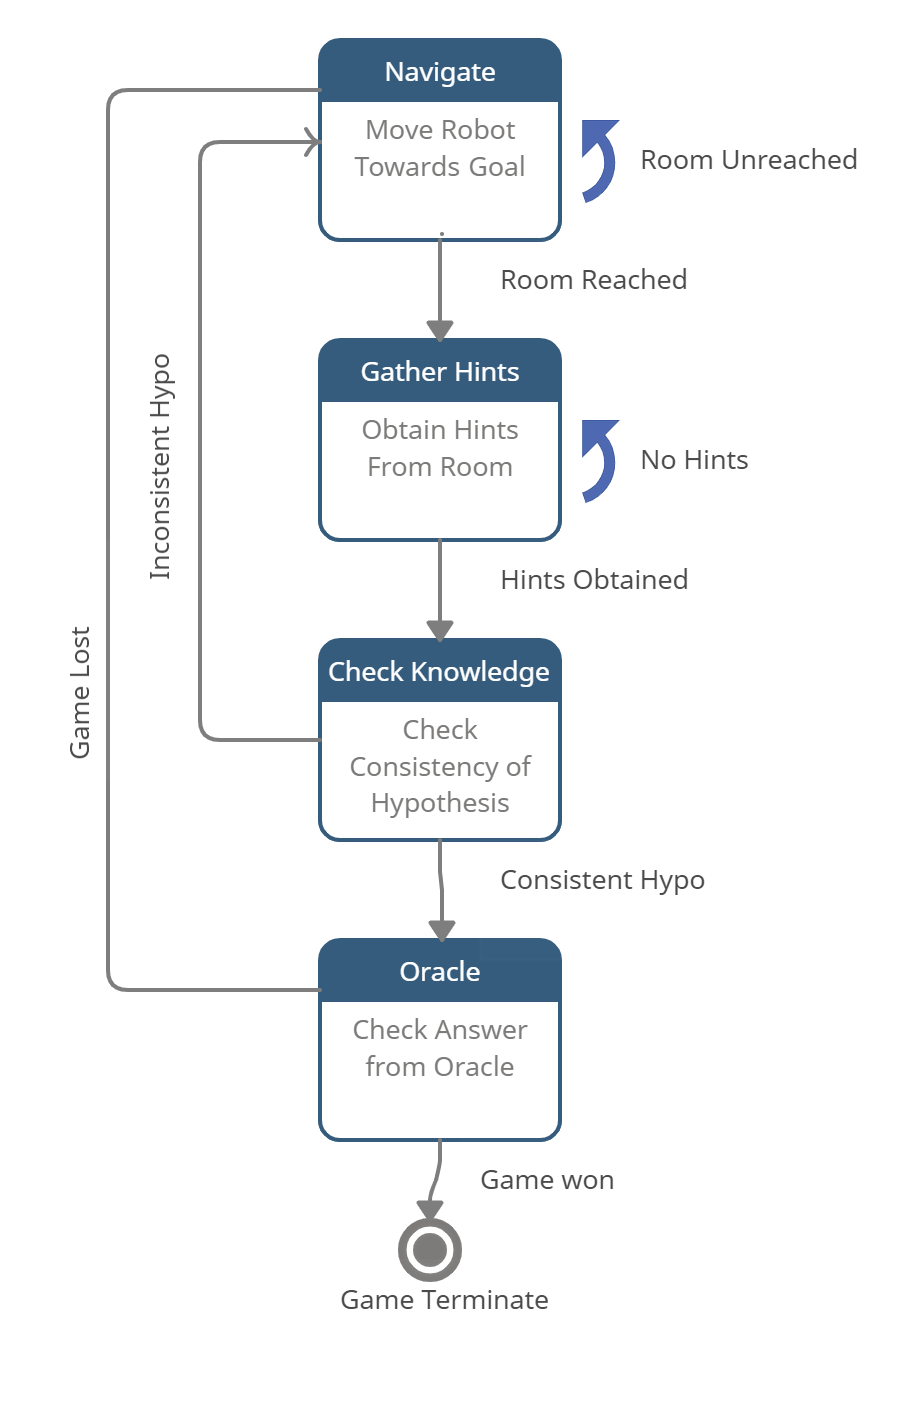 Navigate
Move Robot
Towards Goal
Room Unreached
Room Reached
Gather Hints
Obtain Hints
From Room
No Hints
Inconsistent Hypo
Hints Obtained
Game Lost
Check Knowledge
Check
Consistency of
Hypothesis
Consistent Hypo
Oracle
Check Answer
from Oracle
Game won
Game Terminate